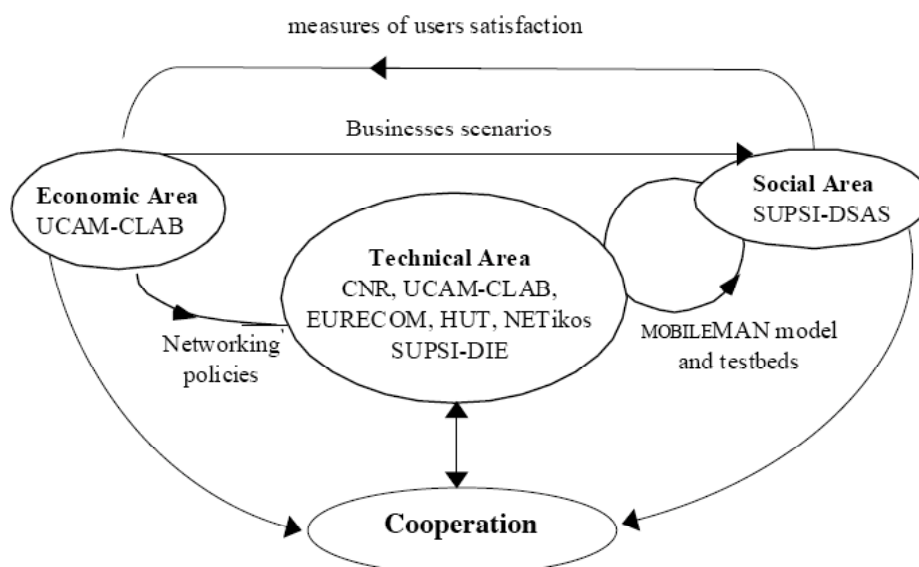 measures of users satisfaction
Businesses scenarios
Economic Area
UCAM-CLAB
Social Area
SUPSI-DSAS
Technical Area
CNR, UCAM-CLAB,
EURECOM, HUT, NETikos
SUPSI-DIE
Networking
policies
MOBILEMAN model
and testbeds
Cooperation